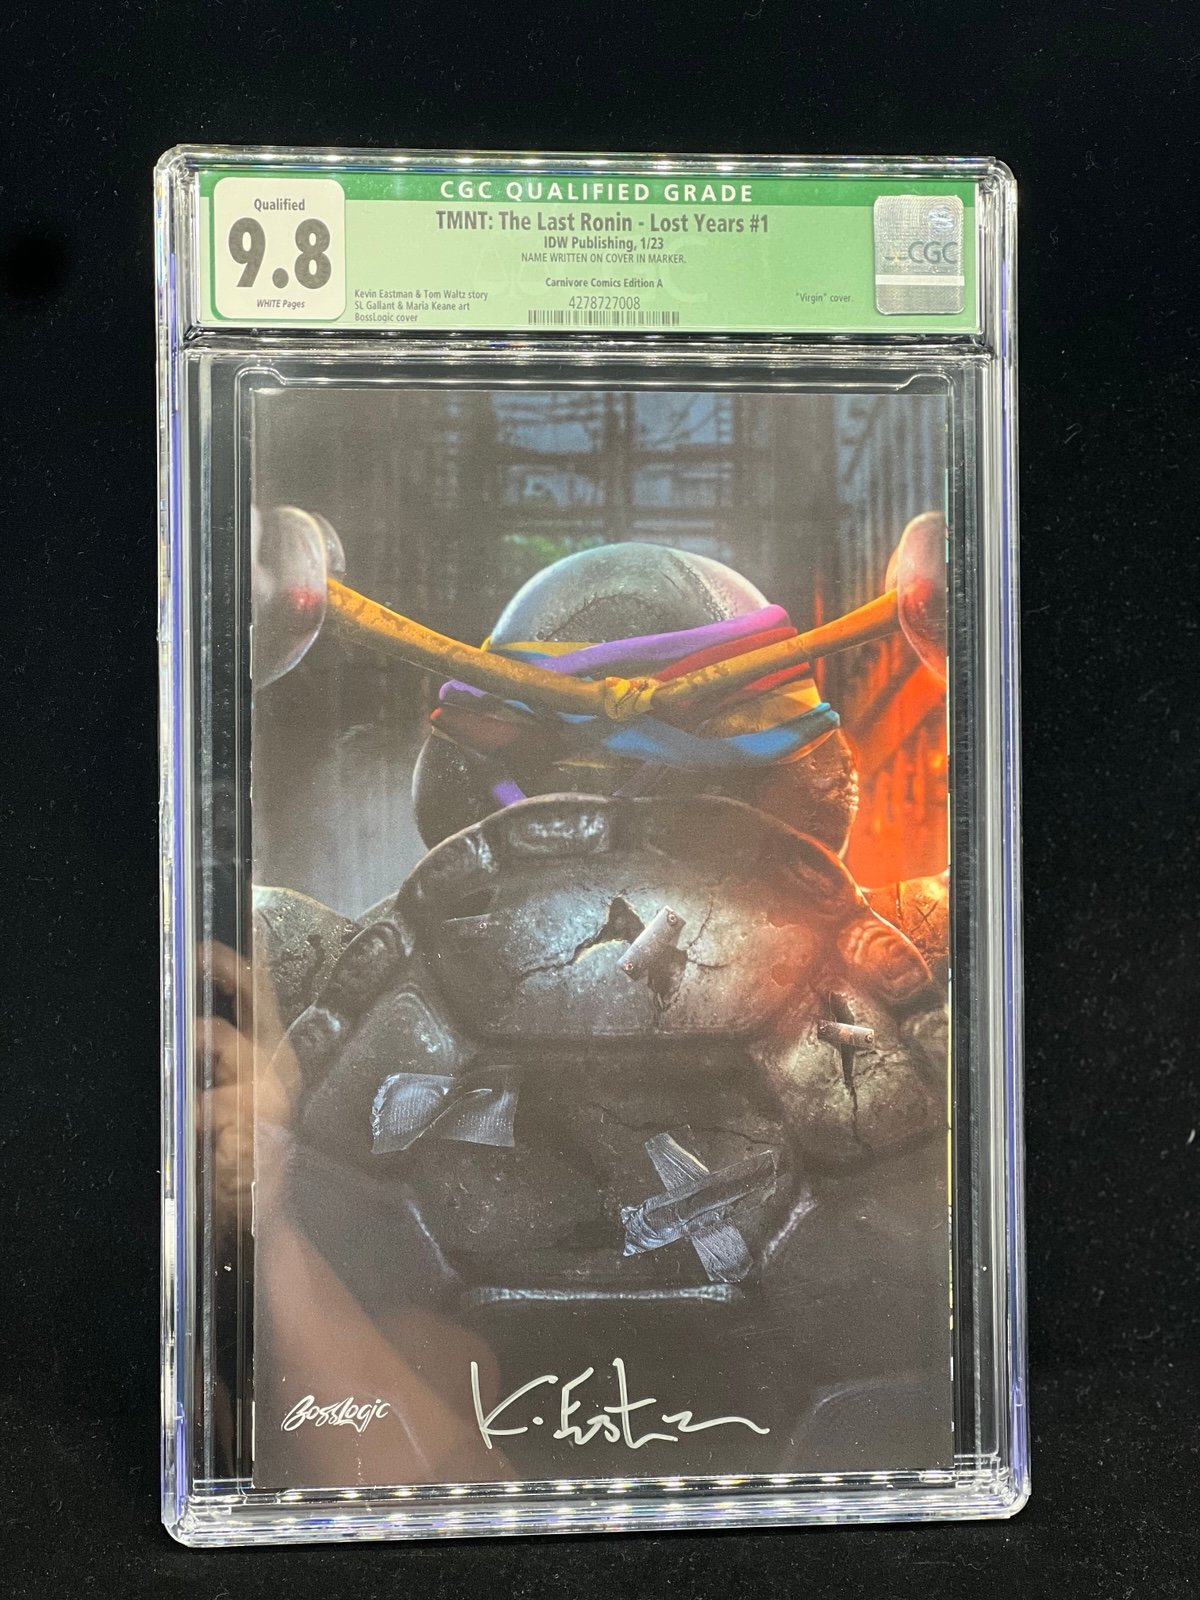 CGC QUALIFIED GRADE
Qualified
9.8
WHITE Pages
TMNT: The Last Ronin - Lost Years #1
IDW Publishing, 1/23
NAME WRITTEN ON COVER IN MARKER.
Carnivore Comics Edition A
Kevin Eastman & Tom Waltz story
SL Gallant & Maria Keane art
BossLogic cover
4278727008
"Virgin" cover.
CGC
BossLogic
K. Eastman